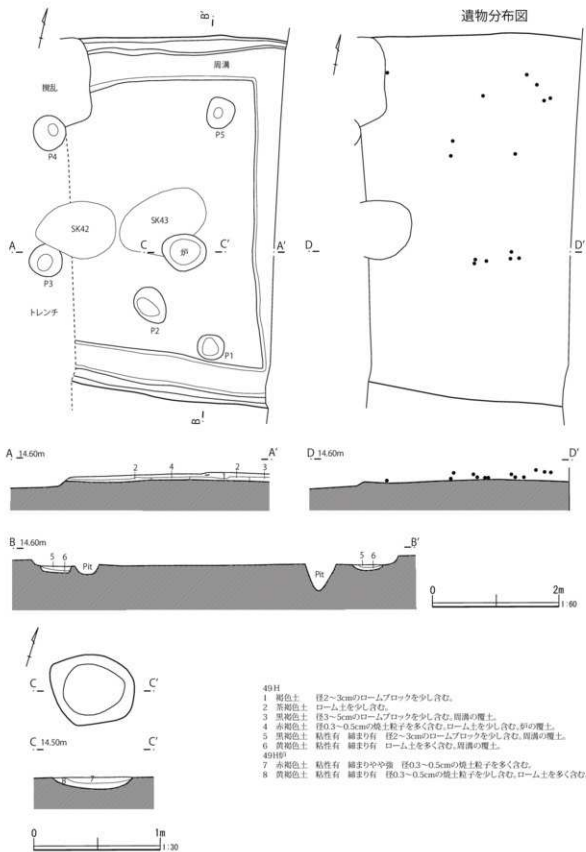 遺物分布図
B'
周溝
撹乱
P5
P4
SK42
SK43
A
C
C'
A'
炉
P3
トレンチ
P2
P1
B
D
D'
A 14.60m
A'
2
4
1
2
3
D 14.60m
D'
B 14.60m
B'
5 6
Pit
Pit
5 6
0
2m
1:60
C
C'
C 14.50m
C'
8
7
0
1m
1:30
49H
1 褐色土 径2~3cmのロームブロックを少し含む。
2 茶褐色土 ローム土を少し含む。
3 黒褐色土 径3~5cmのロームブロックを少し含む。周溝の覆土。
4 赤褐色土 径0.3~0.5cmの焼土粒子を多く含む。ローム土を少し含む。炉の覆土。
5 黒褐色土 粘性有 締まり有 径2~3cmのロームブロックを少し含む。周溝の覆土。
6 黄褐色土 粘性有 締まり有 ローム土を多く含む。周溝の覆土。
49H炉
7 赤褐色土 粘性有 締まりやや強 径0.3~0.5cmの焼土粒子を多く含む。
8 黄褐色土 粘性有 締まり有 径0.3~0.5cmの焼土粒子を少し含む。ローム土を多く含む